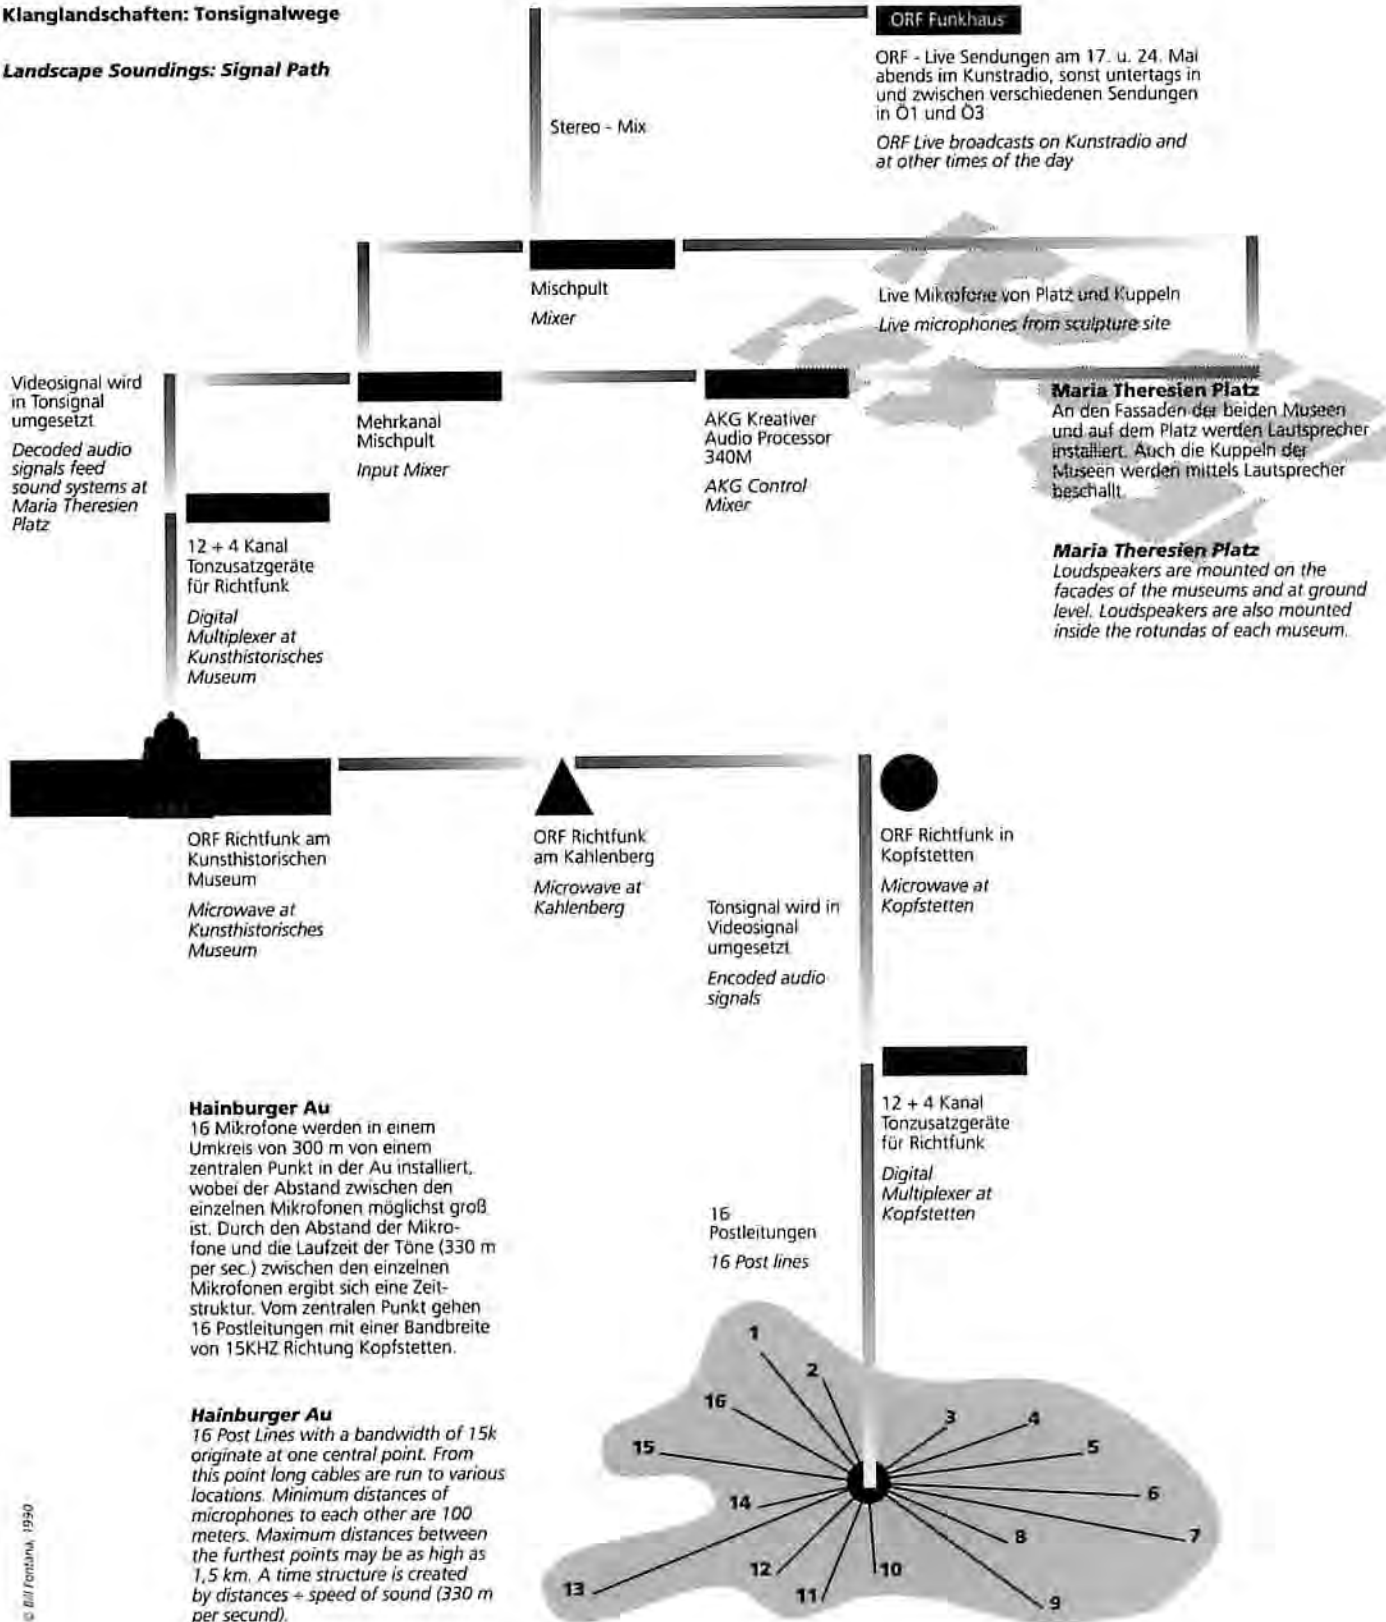 Klanglandschaften: Tonsignalwege
Landscape Soundings: Signal Path
ORF Funkhaus
ORF - Live Sendungen am 17. u. 24. Mai
abends im Kunstradio, sonst untertags in
und zwischen verschiedenen Sendungen
in Ö1 und Ö3
ORF Live broadcasts on Kunstradio and
at other times of the day
Stereo - Mix
Mischpult
Mixer
Live Mikrofone von Platz und Kuppeln
Live microphones from sculpture site
Videosignal wird
in Tonsignal
umgesetzt
Decoded audio
signals feed
sound systems at
Maria Theresien
Platz
Mehrkanal
Mischpult
Input Mixer
AKG Kreativer
Audio Processor
340M
AKG Control
Mixer
Maria Theresien Platz
An den Fassaden der beiden Museen
und auf dem Platz werden Lautsprecher
installiert. Auch die Kuppeln der
Museen werden mittels Lautsprecher
beschallt.
Maria Theresien Platz
Loudspeakers are mounted on the
facades of the museums and at ground
level. Loudspeakers are also mounted
inside the rotundas of each museum.
12 + 4 Kanal
Tonzusatzgeräte
für Richtfunk
Digital
Multiplexer at
Kunsthistorisches
Museum
ORF Richtfunk am
Kunsthistorischen
Museum
Microwave at
Kunsthistorisches
Museum
ORF Richtfunk
am Kahlenberg
Microwave at
Kahlenberg
ORF Richtfunk in
Kopfstetten
Microwave at
Kopfstetten
Tonsignal wird in
Videosignal
umgesetzt
Encoded audio
signals
12 + 4 Kanal
Tonzusatzgeräte
für Richtfunk
Digital
Multiplexer at
Kopfstetten
16
Postleitungen
16 Post lines
Hainburger Au
16 Mikrofone werden in einem
Umkreis von 300 m von einem
zentralen Punkt in der Au installiert,
wobei der Abstand zwischen den
einzelnen Mikrofonen möglichst groß
ist. Durch den Abstand der Mikro-
fone und die Laufzeit der Töne (330 m
per sec.) zwischen den einzelnen
Mikrofonen ergibt sich eine Zeit-
struktur. Vom zentralen Punkt gehen
16 Postleitungen mit einer Bandbreite
von 15KHZ Richtung Kopfstetten.
Hainburger Au
16 Post Lines with a bandwidth of 15k
originate at one central point. From
this point long cables are run to various
locations. Minimum distances of
microphones to each other are 100
meters. Maximum distances between
the furthest points may be as high as
1,5 km. A time structure is created
by distances ÷ speed of sound (330 m
per secund).
1
2
3
4
5
6
7
8
9
10
11
12
13
14
15
16
© Bill Fontana, 1990